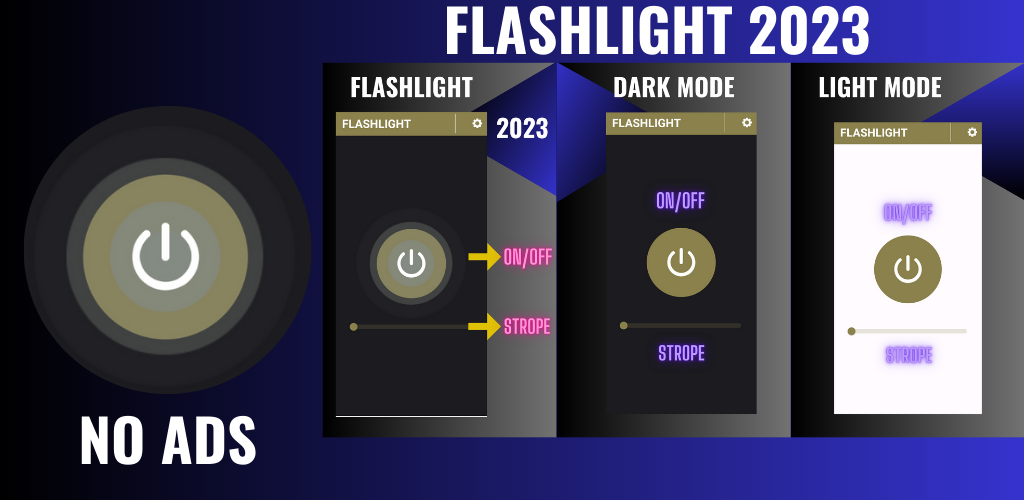 FLASHLIGHT 2023
FLASHLIGHT
FLASHLIGHT
2023
ON/OFF
STROPE
DARK MODE
FLASHLIGHT
ON/OFF
STROPE
LIGHT MODE
FLASHLIGHT
ON/OFF
STROPE
NO ADS